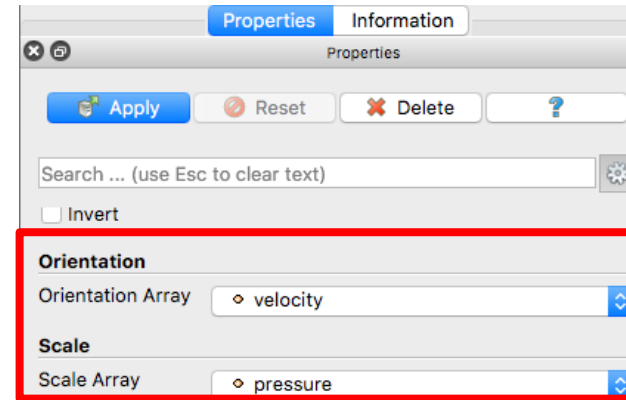 Properties Information
Properties
Apply Reset Delete ?
Search ... (use Esc to clear text)
Invert
Orientation
Orientation Array velocity
Scale
Scale Array pressure